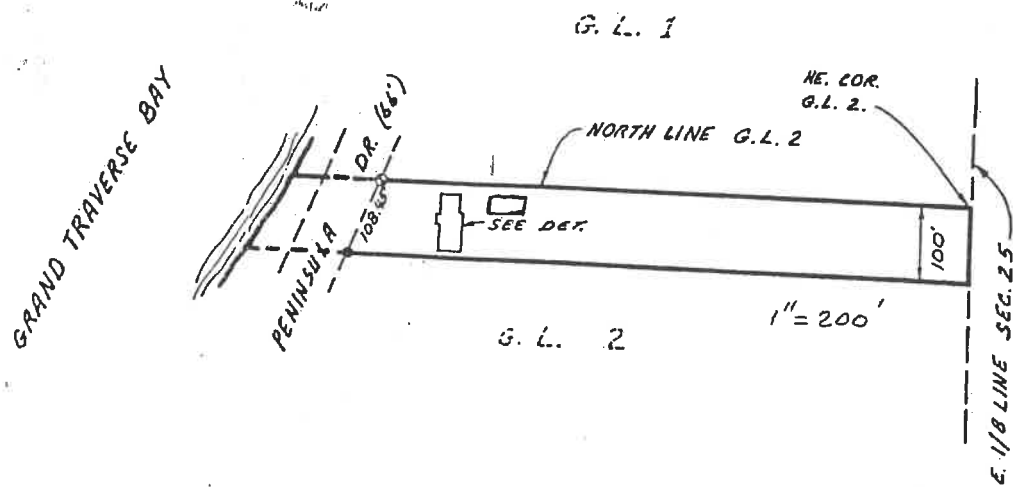 G. L. 1
GRAND TRAVERSE BAY
NE. COR.
G.L. 2.
DR. (66')
NORTH LINE G.L. 2
108.45
SEE DET.
PENINSULA
100'
1" = 200'
G. L. 2
E. 1/8 LINE SEC. 25